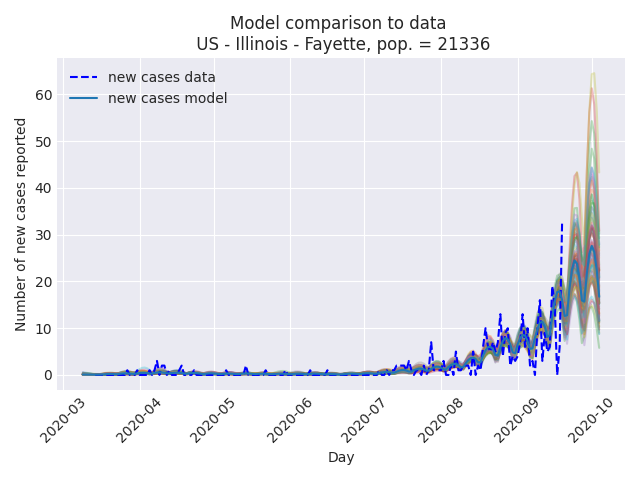 Model comparison to data
US - Illinois - Fayette, pop. = 21336
new cases data
new cases model
Number of new cases reported
60
50
40
30
20
10
0
2020-03
2020-04
2020-05
2020-06
2020-07
2020-08
2020-09
2020-10
Day